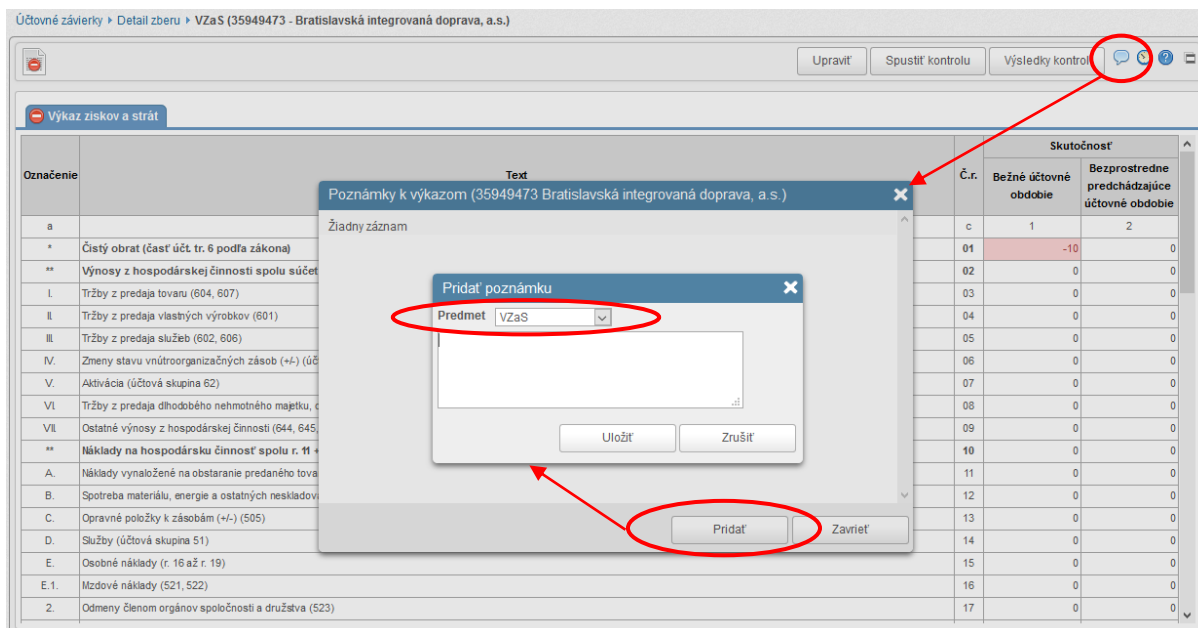 Účtovné závierky ▸ Detail zberu ▸ VZaS (35949473 - Bratislavská integrovaná doprava, a.s.)
Upraviť Spustiť kontrolu Výsledky kontrol
Výkaz ziskov a strát
Označenie Text Č.r. Skutočnosť
Bežné účtovné obdobie
Bezprostredne predchádzajúce účtovné obdobie
Poznámky k výkazom (35949473 Bratislavská integrovaná doprava, a.s.)
Žiadny záznam
Pridať poznámku
Predmet VZaS
Uložiť Zrušiť
Pridať Zavrieť
a c 1 2
* Čistý obrat (časť účt. tr. 6 podľa zákona) 01 -10 0
** Výnosy z hospodárskej činnosti spolu súčet 02 0 0
I. Tržby z predaja tovaru (604, 607) 03 0 0
II. Tržby z predaja vlastných výrobkov (601) 04 0 0
III. Tržby z predaja služieb (602, 606) 05 0 0
IV. Zmeny stavu vnútroorganizačných zásob (+/-) (úč 06 0 0
V. Aktivácia (účtová skupina 62) 07 0 0
VI. Tržby z predaja dlhodobého nehmotného majetku, 08 0 0
VII. Ostatné výnosy z hospodárskej činnosti (644, 645, 09 0 0
** Náklady na hospodársku činnosť spolu r. 11 + 10 0 0
A. Náklady vynaložené na obstaranie predaného tova 11 0 0
B. Spotreba materiálu, energie a ostatných neskladova 12 0 0
C. Opravné položky k zásobám (+/-) (505) 13 0 0
D. Služby (účtová skupina 51) 14 0 0
E. Osobné náklady (r. 16 až r. 19) 15 0 0
E.1. Mzdové náklady (521, 522) 16 0 0
2. Odmeny členom orgánov spoločnosti a družstva (523) 17 0 0